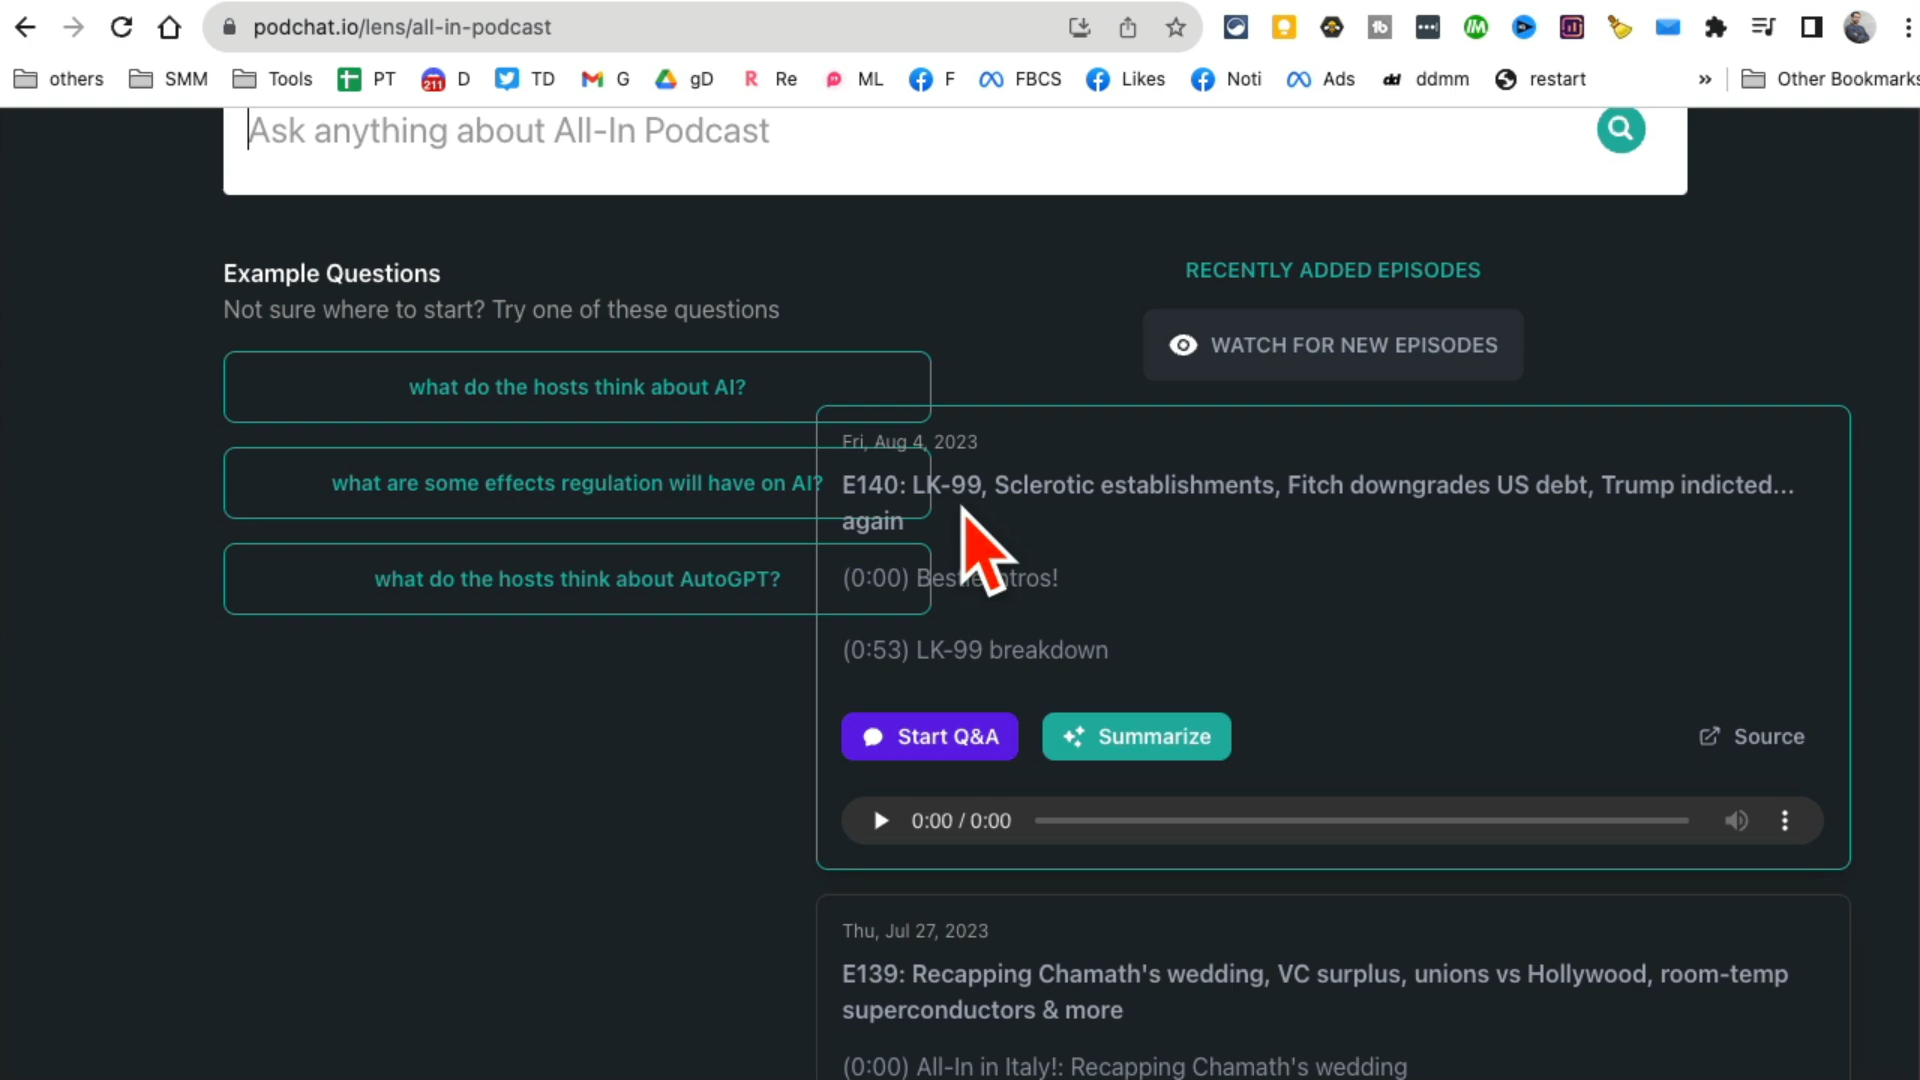 podchat.io/lens/all-in-podcast
others SMM Tools PT 211 D TD G gD Re ML F FBCS Likes Noti Ads ddmm restart » Other Bookmarks
Ask anything about All-In Podcast
Example Questions
Not sure where to start? Try one of these questions
what do the hosts think about AI?
what are some effects regulation will have on AI?
what do the hosts think about AutoGPT?
RECENTLY ADDED EPISODES
WATCH FOR NEW EPISODES
Fri, Aug 4, 2023
E140: LK-99, Sclerotic establishments, Fitch downgrades US debt, Trump indicted...
again
(0:00) Bestie intros!
(0:53) LK-99 breakdown
Start Q&A Summarize Source
0:00 / 0:00
Thu, Jul 27, 2023
E139: Recapping Chamath's wedding, VC surplus, unions vs Hollywood, room-temp
superconductors & more
(0:00) All-In in Italy!: Recapping Chamath's wedding